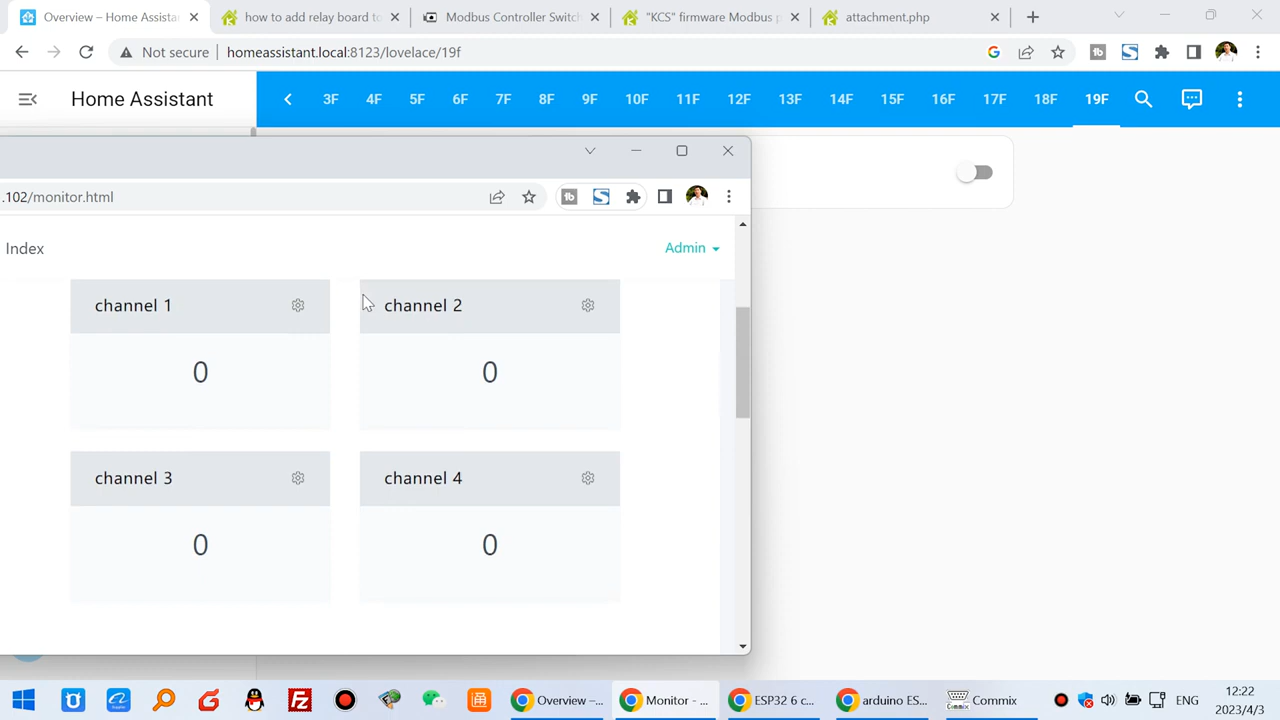 Overview – Home Assistan
how to add relay board to
Modbus Controller Switch
"KCS" firmware Modbus p
attachment.php
Not secure
homeassistant.local:8123/lovelace/19f
Home Assistant
3F
4F
5F
6F
7F
8F
9F
10F
11F
12F
13F
14F
15F
16F
17F
18F
19F
.102/monitor.html
Index
Admin
channel 1
channel 2
0
0
channel 3
channel 4
0
0
Overview –...
Monitor - ...
ESP32 6 c...
arduino ES...
Commix
ENG
12:22
2023/4/3